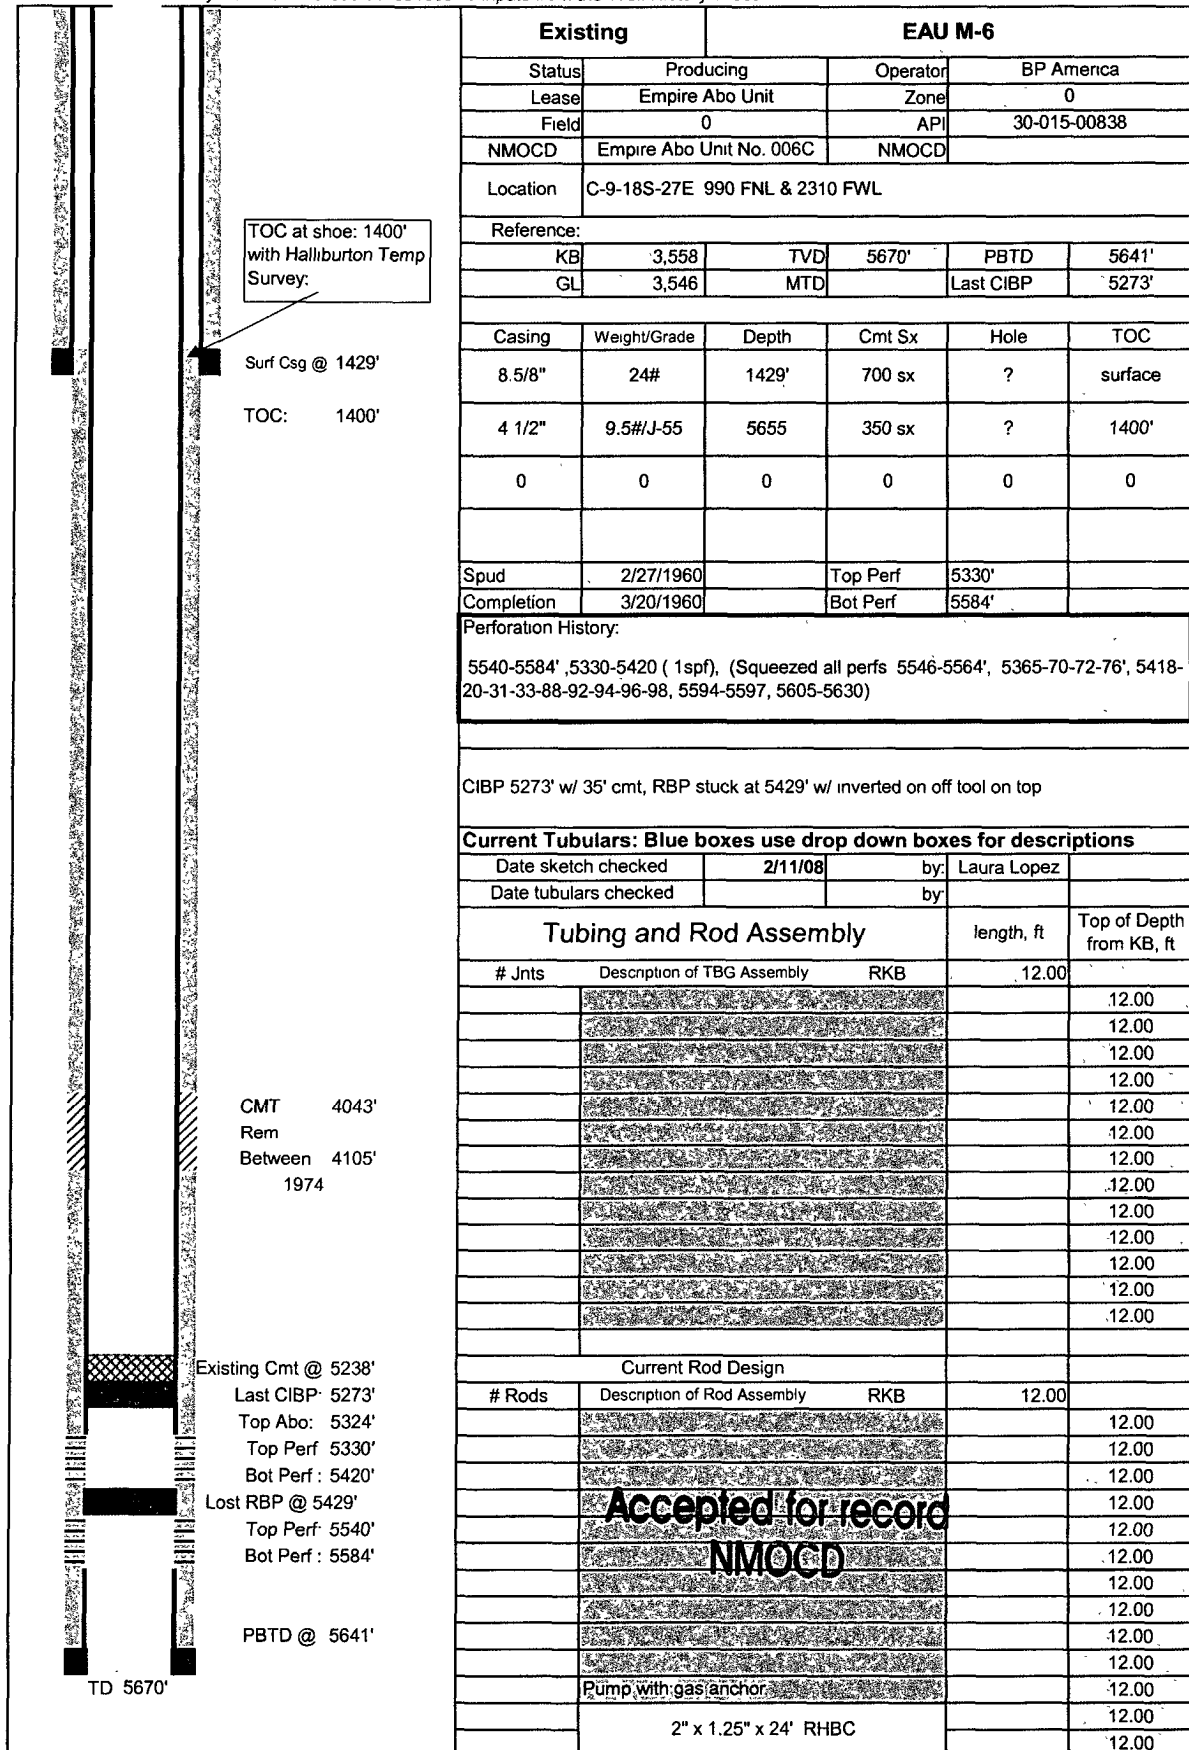 Existing EAU M-6
Status Producing Operator BP America
Lease Empire Abo Unit Zone 0
Field 0 API 30-015-00838
NMOCD Empire Abo Unit No. 006C NMOCD
Location C-9-18S-27E 990 FNL & 2310 FWL
Reference:
KB 3,558 TVD 5670' PBTD 5641'
GL 3,546 MTD Last CIBP 5273'
Casing Weight/Grade Depth Cmt Sx Hole TOC
8.5/8" 24# 1429' 700 sx ? surface
4 1/2" 9.5#/J-55 5655 350 sx ? 1400'
0 0 0 0 0 0
Spud 2/27/1960 Top Perf 5330'
Completion 3/20/1960 Bot Perf 5584'
Perforation History:
5540-5584' ,5330-5420 ( 1spf), (Squeezed all perfs 5546-5564', 5365-70-72-76', 5418-
20-31-33-88-92-94-96-98, 5594-5597, 5605-5630)
CIBP 5273' w/ 35' cmt, RBP stuck at 5429' w/ inverted on off tool on top
Current Tubulars: Blue boxes use drop down boxes for descriptions
Date sketch checked 2/11/08 by: Laura Lopez
Date tubulars checked by
Tubing and Rod Assembly length, ft Top of Depth
from KB, ft
# Jnts Description of TBG Assembly RKB 12.00
12.00
12.00
12.00
12.00
12.00
12.00
12.00
12.00
12.00
12.00
12.00
12.00
12.00
Current Rod Design
# Rods Description of Rod Assembly RKB 12.00
12.00
12.00
12.00
Accepted for record 12.00
12.00
NMOCD 12.00
12.00
12.00
12.00
12.00
Pump with gas anchor 12.00
2" x 1.25" x 24' RHBC 12.00
12.00
TOC at shoe: 1400'
with Halliburton Temp
Survey:
Surf Csg @ 1429'
TOC: 1400'
CMT 4043'
Rem
Between 4105'
1974
Existing Cmt @ 5238'
Last CIBP 5273'
Top Abo: 5324'
Top Perf 5330'
Bot Perf : 5420'
Lost RBP @ 5429'
Top Perf 5540'
Bot Perf : 5584'
PBTD @ 5641'
TD 5670'